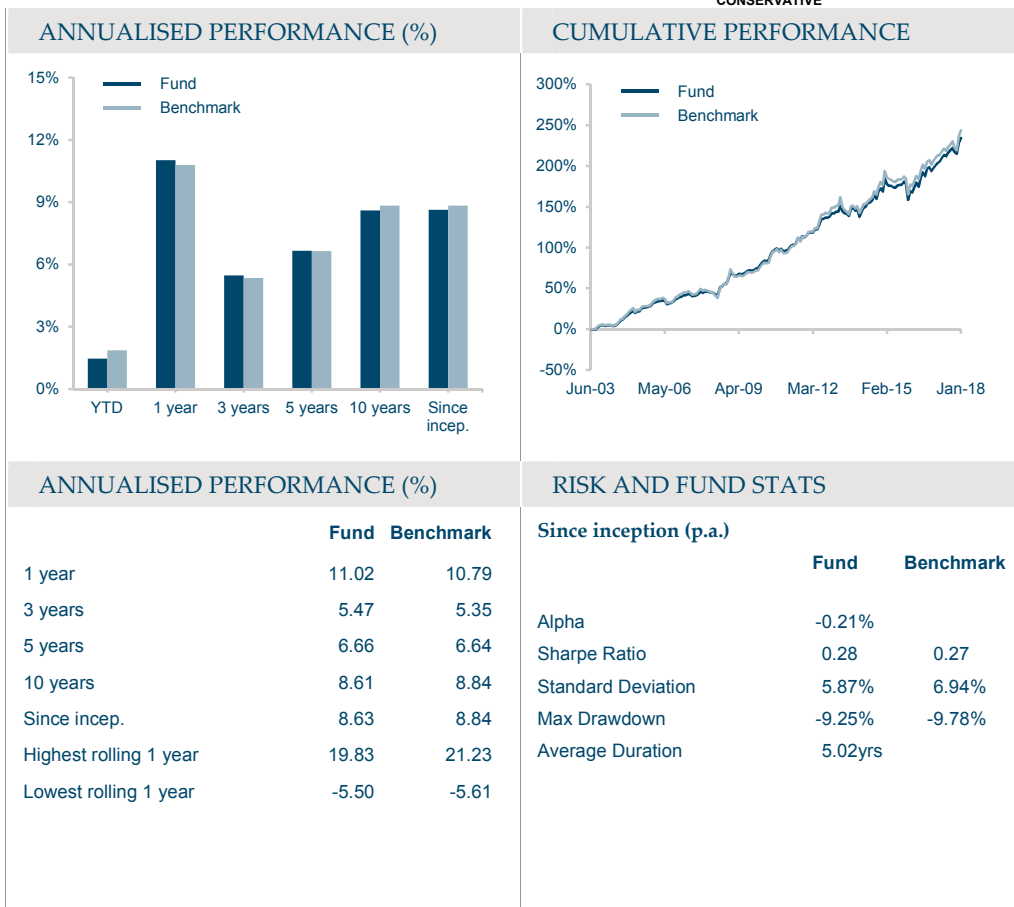 CONSERVATIVE
ANNUALISED PERFORMANCE (%)
15%
12%
9%
6%
3%
0%
Fund
Benchmark
YTD 1 year 3 years 5 years 10 years Since
incep.
CUMULATIVE PERFORMANCE
300%
250%
200%
150%
100%
50%
0%
-50%
Fund
Benchmark
Jun-03 May-06 Apr-09 Mar-12 Feb-15 Jan-18
ANNUALISED PERFORMANCE (%)
Fund Benchmark
1 year 11.02 10.79
3 years 5.47 5.35
5 years 6.66 6.64
10 years 8.61 8.84
Since incep. 8.63 8.84
Highest rolling 1 year 19.83 21.23
Lowest rolling 1 year -5.50 -5.61
RISK AND FUND STATS
Since inception (p.a.)
Fund Benchmark
Alpha -0.21%
Sharpe Ratio 0.28 0.27
Standard Deviation 5.87% 6.94%
Max Drawdown -9.25% -9.78%
Average Duration 5.02yrs